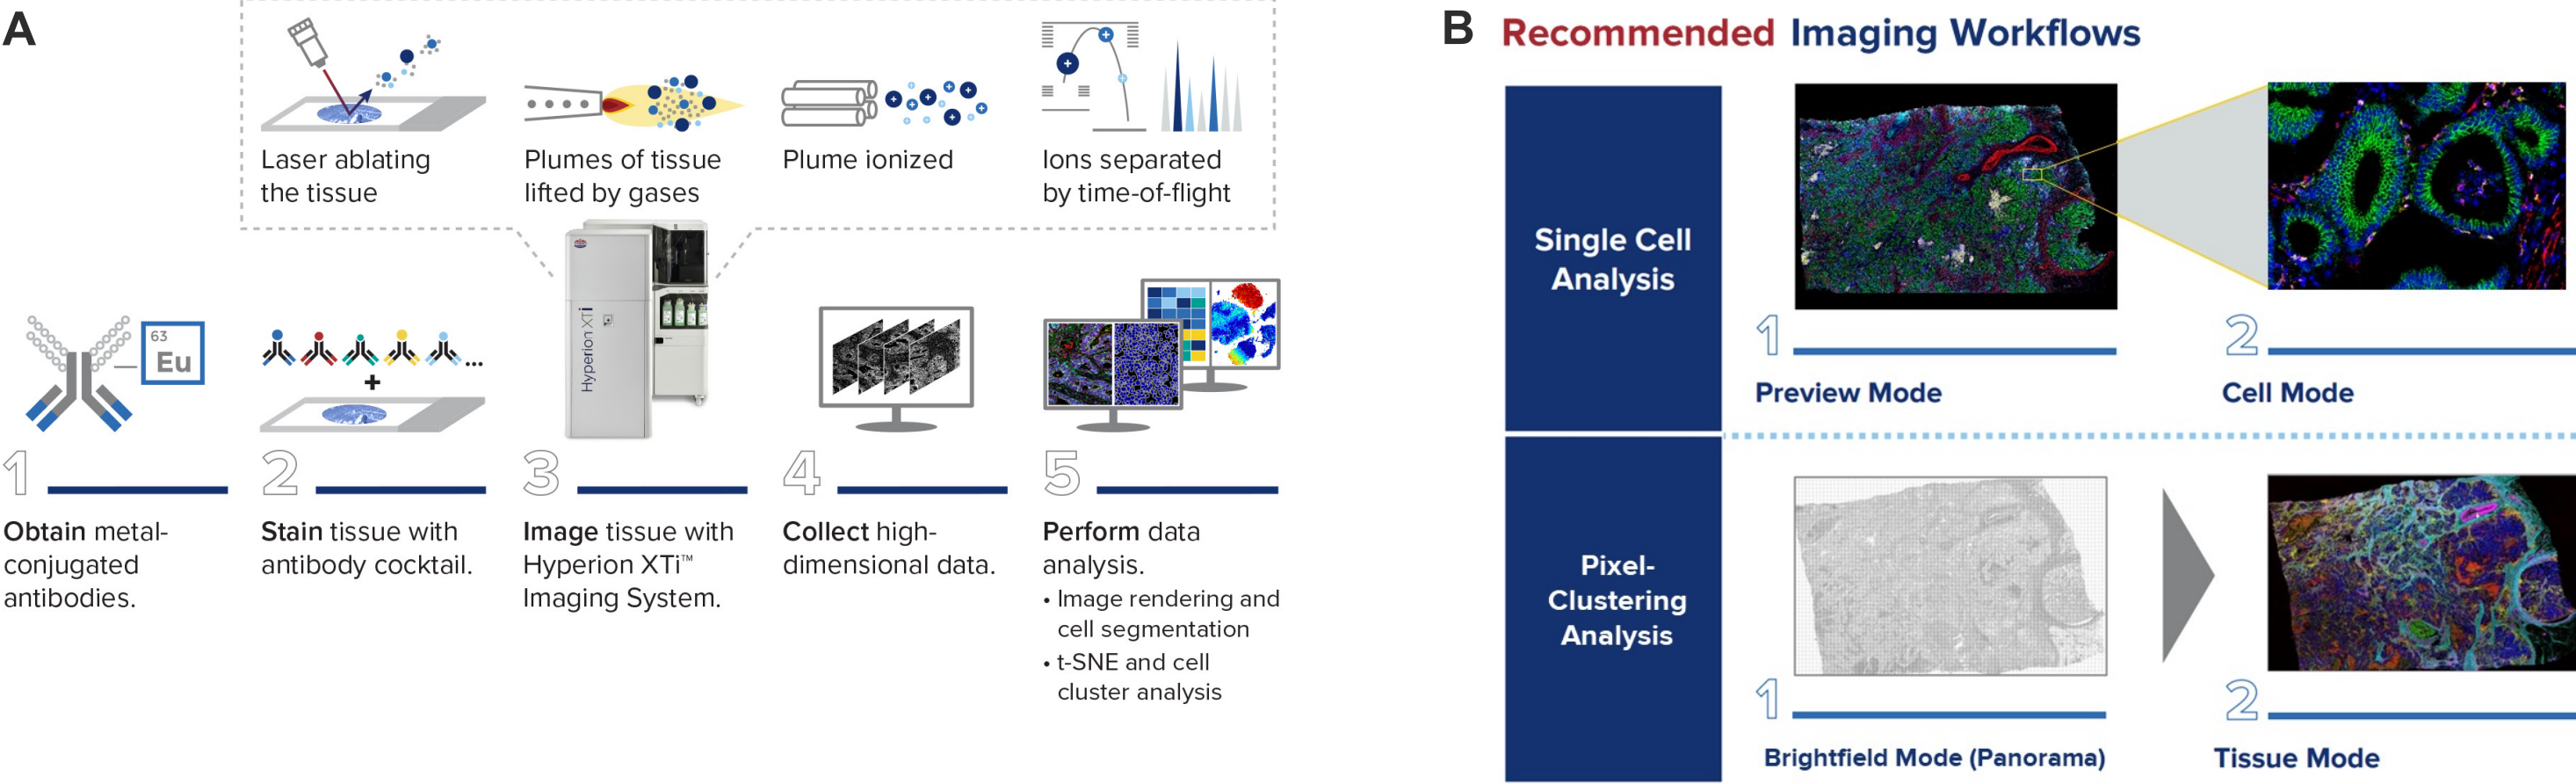 A
Laser ablating
the tissue
Plumes of tissue
lifted by gases
Plume ionized
Ions separated
by time-of-flight
63
Eu
+
...
Hyperion XTi
1
Obtain metal-
conjugated
antibodies.
2
Stain tissue with
antibody cocktail.
3
Image tissue with
Hyperion XTi™
Imaging System.
4
Collect high-
dimensional data.
5
Perform data
analysis.
• Image rendering and
cell segmentation
• t-SNE and cell
cluster analysis
B
Recommended Imaging Workflows
Single Cell
Analysis
1
Preview Mode
2
Cell Mode
Pixel-
Clustering
Analysis
1
Brightfield Mode (Panorama)
2
Tissue Mode